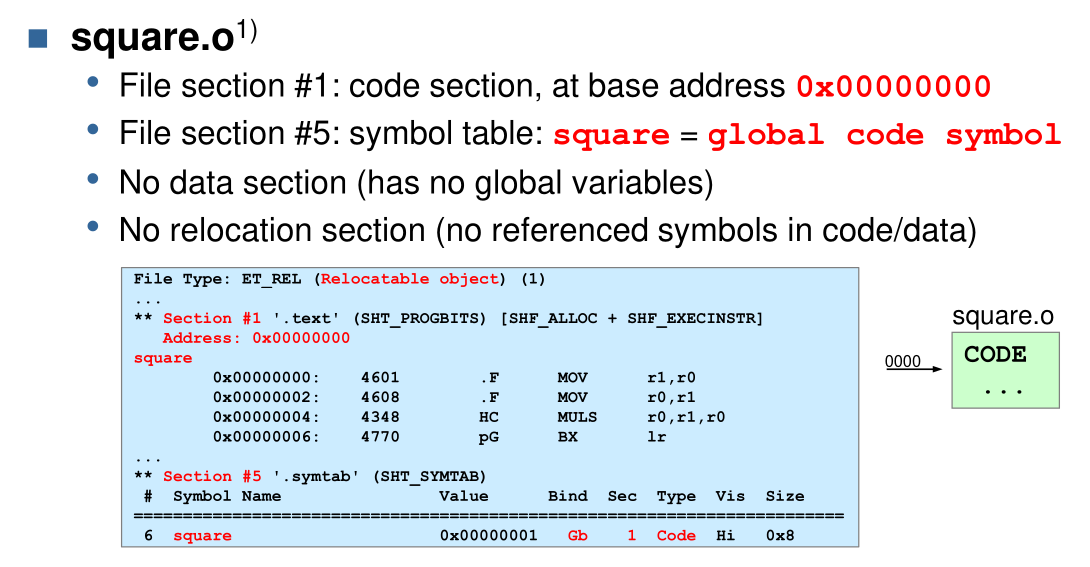 square.o1)
File section #1: code section, at base address 0x00000000
File section #5: symbol table: square = global code symbol
No data section (has no global variables)
No relocation section (no referenced symbols in code/data)
File Type: ET_REL (Relocatable object) (1)
...
** Section #1 '.text' (SHT_PROGBITS) [SHF_ALLOC + SHF_EXECINSTR]
Address: 0x00000000
square
0x00000000: 4601 .F MOV r1,r0
0x00000002: 4608 .F MOV r0,r1
0x00000004: 4348 HC MULS r0,r1,r0
0x00000006: 4770 pG BX lr
...
** Section #5 '.symtab' (SHT_SYMTAB)
# Symbol Name Value Bind Sec Type Vis Size
========================================================================
6 square 0x00000001 Gb 1 Code Hi 0x8
square.o
0000
CODE
...